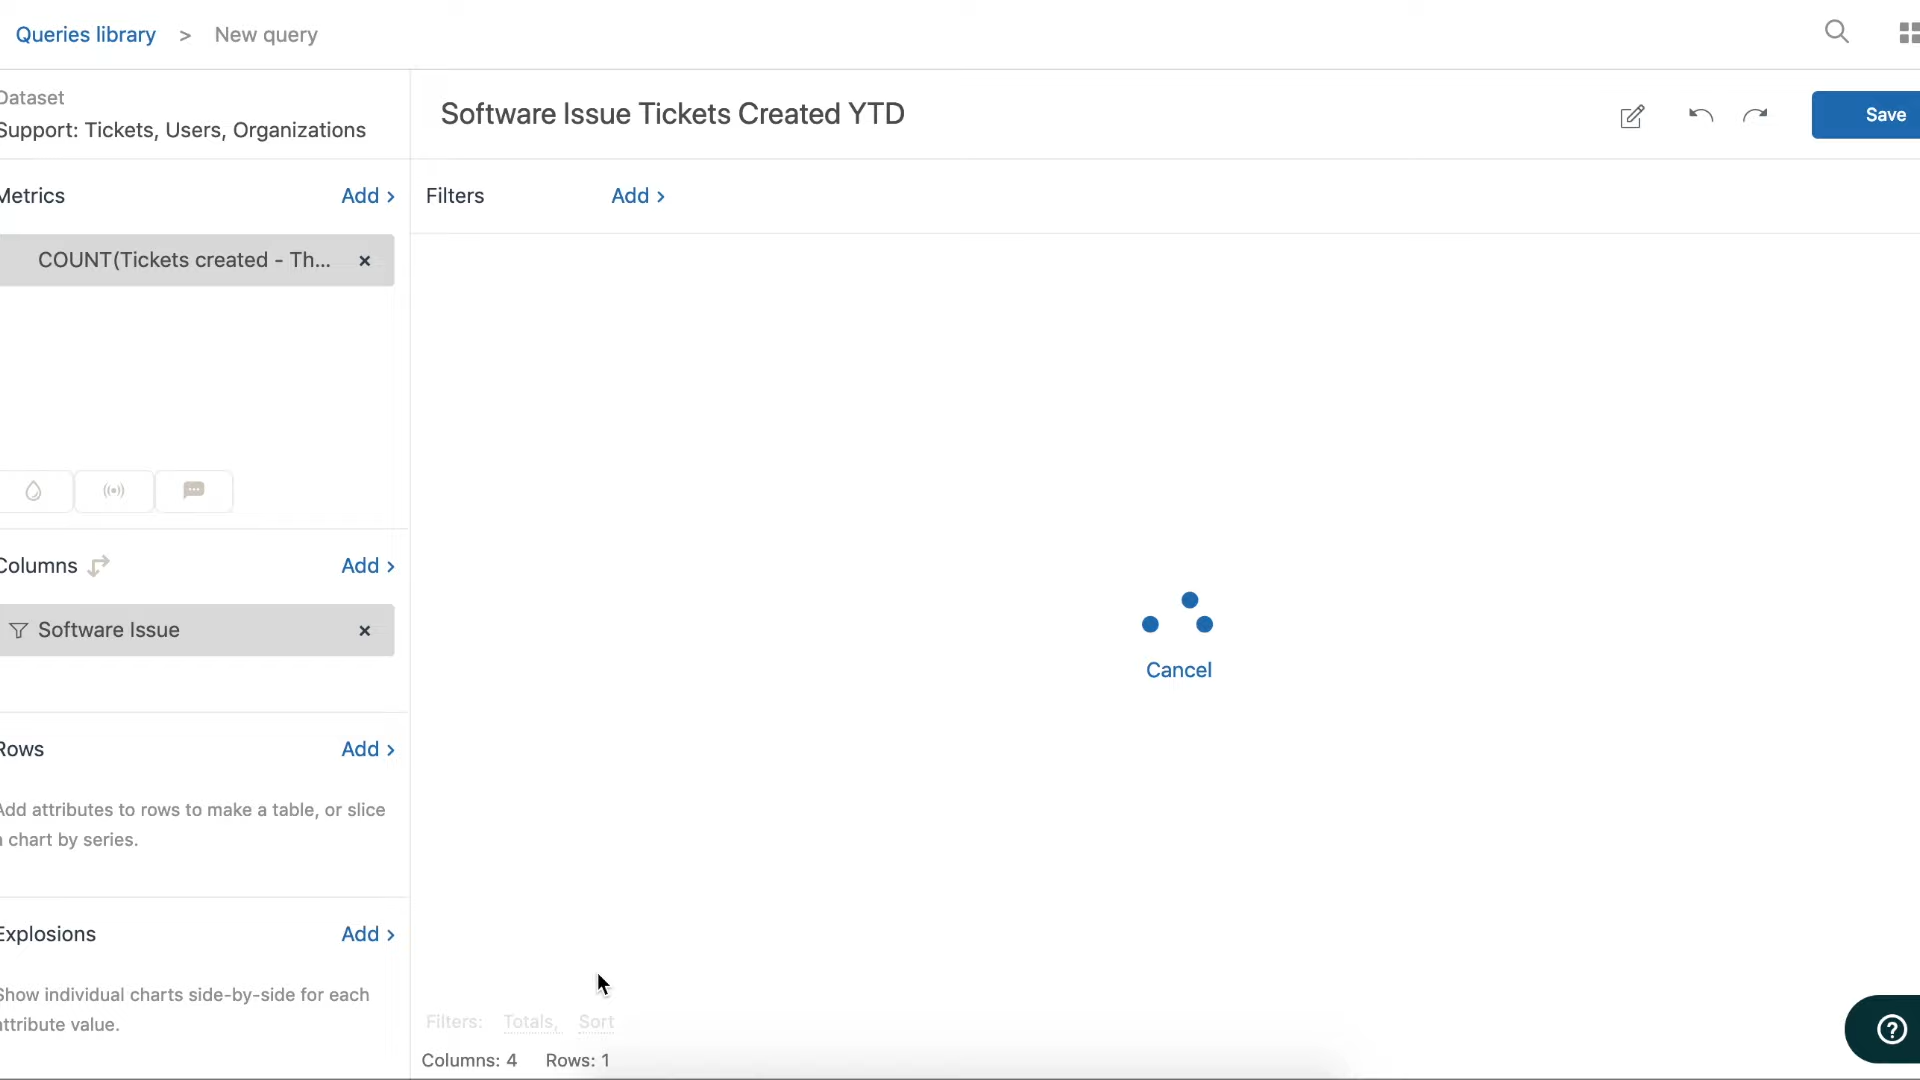 Queries library > New query
Dataset
Support: Tickets, Users, Organizations
Software Issue Tickets Created YTD
Save
Metrics
Add >
Filters
Add >
COUNT(Tickets created - Th... ×
Columns
Add >
Software Issue ×
Cancel
Rows
Add >
Add attributes to rows to make a table, or slice
a chart by series.
Explosions
Add >
Show individual charts side-by-side for each
attribute value.
Filters: Totals, Sort
Columns: 4 Rows: 1